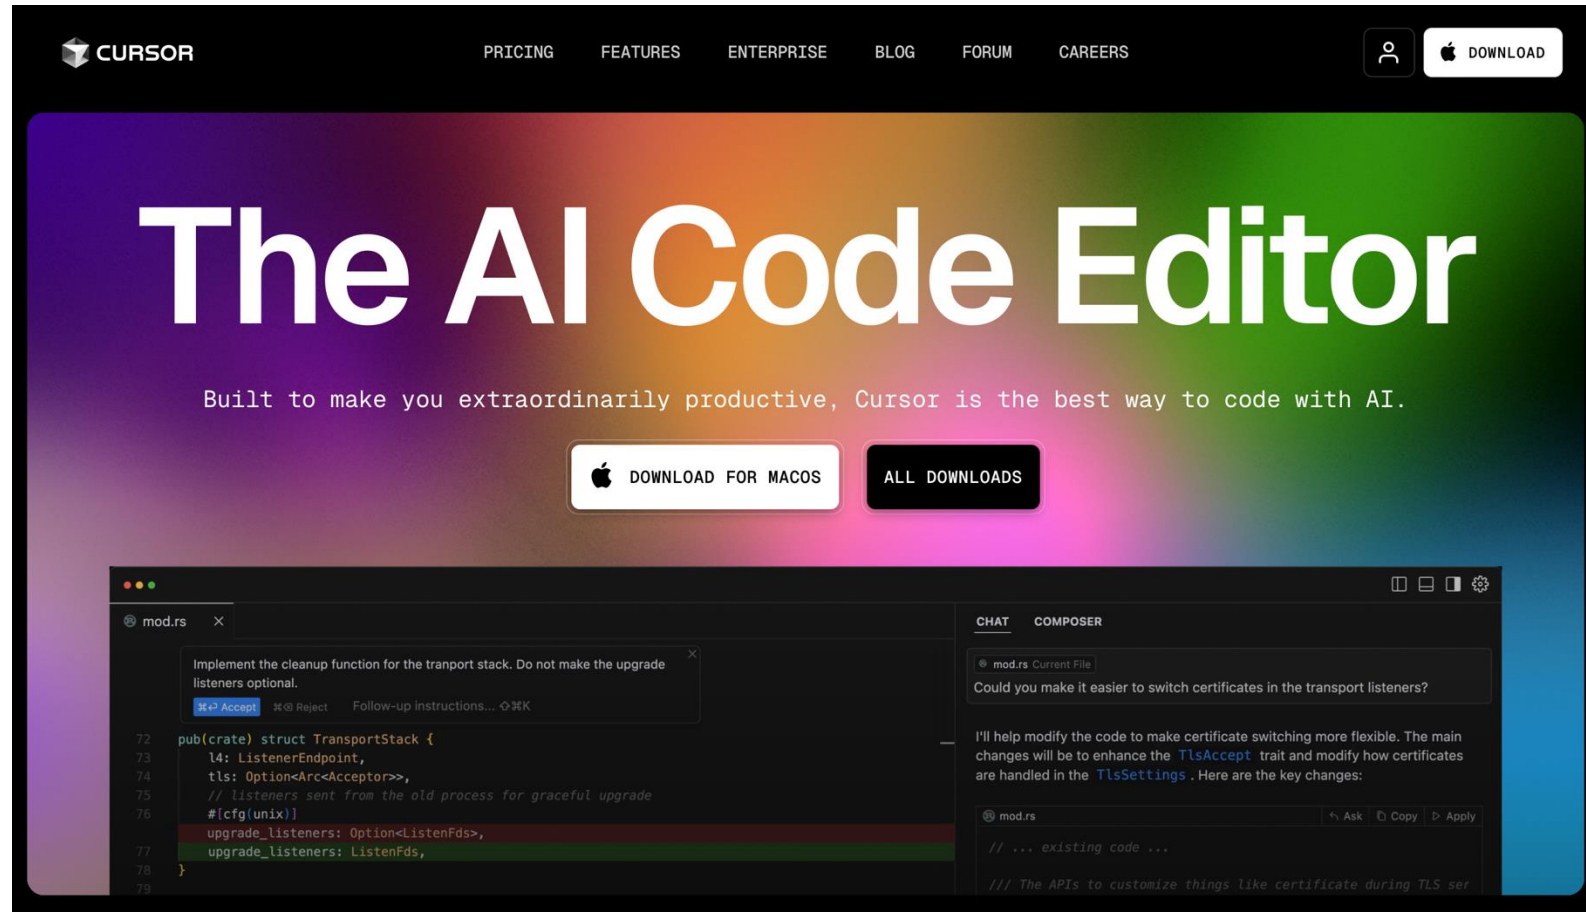 CURSOR
PRICING FEATURES ENTERPRISE BLOG FORUM CAREERS
DOWNLOAD
The AI Code Editor
Built to make you extraordinarily productive, Cursor is the best way to code with AI.
DOWNLOAD FOR MACOS
ALL DOWNLOADS
mod.rs
Implement the cleanup function for the tranport stack. Do not make the upgrade
listeners optional.
⌘⏎ Accept ⌘⌫ Reject Follow-up instructions... ⇧⌘K
72 pub(crate) struct TransportStack {
73 l4: ListenerEndpoint,
74 tls: Option<Arc<Acceptor>>,
75 // listeners sent from the old process for graceful upgrade
76 #[cfg(unix)]
upgrade_listeners: Option<ListenFds>,
77 upgrade_listeners: ListenFds,
78 }
79
CHAT COMPOSER
mod.rs Current File
Could you make it easier to switch certificates in the transport listeners?
I'll help modify the code to make certificate switching more flexible. The main
changes will be to enhance the TlsAccept trait and modify how certificates
are handled in the TlsSettings . Here are the key changes:
mod.rs Ask Copy Apply
// ... existing code ...
/// The APIs to customize things like certificate during TLS ser